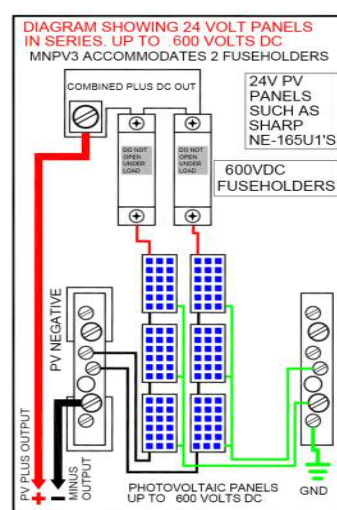 DIAGRAM SHOWING 24 VOLT PANELS
IN SERIES. UP TO 600 VOLTS DC
MNPV3 ACCOMMODATES 2 FUSEHOLDERS
COMBINED PLUS DC OUT
24V PV
PANELS
SUCH AS
SHARP
NE-165U1'S
DO NOT
OPEN
UNDER
LOAD
DO NOT
OPEN
UNDER
LOAD
600VDC
FUSEHOLDERS
PV NEGATIVE
PV PLUS OUTPUT
+
MINUS
OUTPUT
-
PHOTOVOLTAIC PANELS
UP TO 600 VOLTS DC
GND